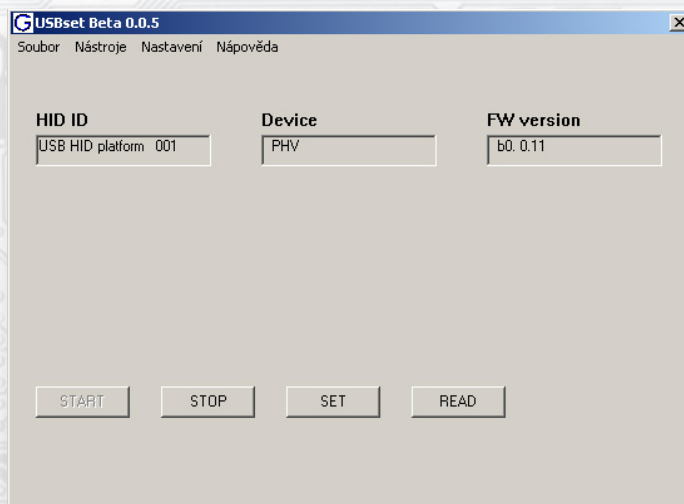 USBset Beta 0.0.5
Soubor Nástroje Nastavení Nápověda
HID ID Device FW version
USB HID platform 001 PHV b0. 0.11
START STOP SET READ